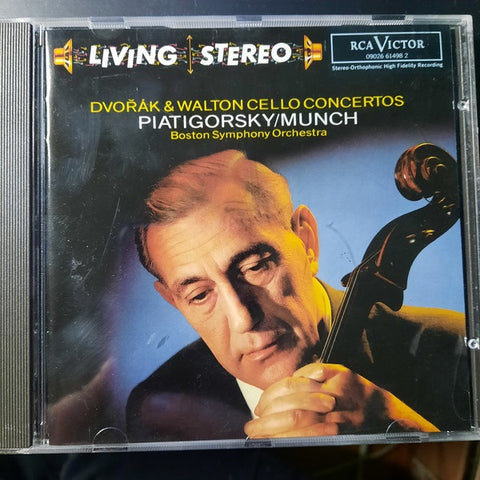 LIVING STEREO
RCA VICTOR
09026 61498 2
Stereo-Orthophonic High Fidelity Recording
DVOŘÁK & WALTON CELLO CONCERTOS
PIATIGORSKY/MUNCH
Boston Symphony Orchestra